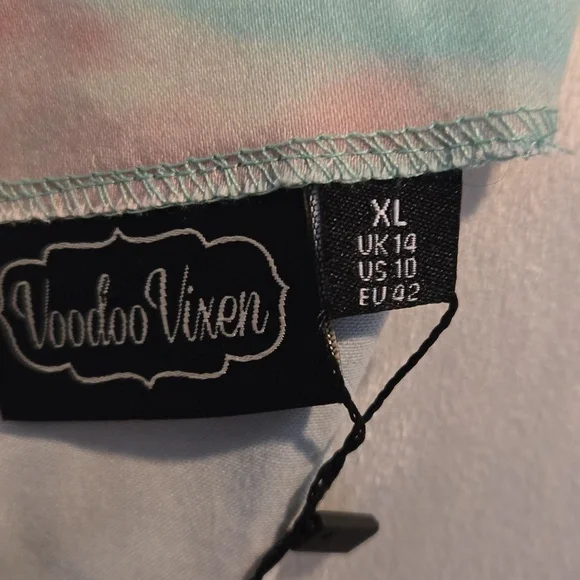 Voodoo Vixen
XL
UK 14
US 10
EU 42